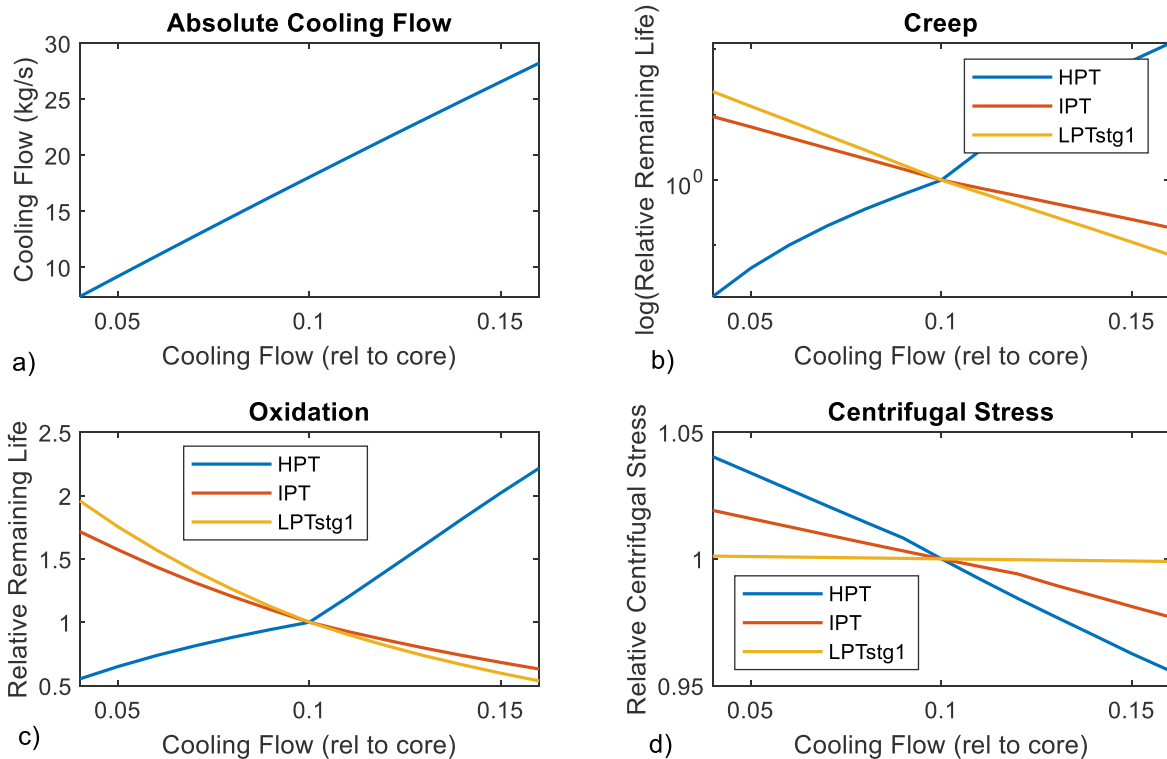 Absolute Cooling Flow
Cooling Flow (kg/s)
30
25
20
15
10
0.05 0.1 0.15
Cooling Flow (rel to core)
a)
Creep
log(Relative Remaining Life)
10^0
HPT
IPT
LPTstg1
0.05 0.1 0.15
Cooling Flow (rel to core)
b)
Oxidation
Relative Remaining Life
2.5
2
1.5
1
0.5
HPT
IPT
LPTstg1
0.05 0.1 0.15
Cooling Flow (rel to core)
c)
Centrifugal Stress
Relative Centrifugal Stress
1.05
1
0.95
HPT
IPT
LPTstg1
0.05 0.1 0.15
Cooling Flow (rel to core)
d)